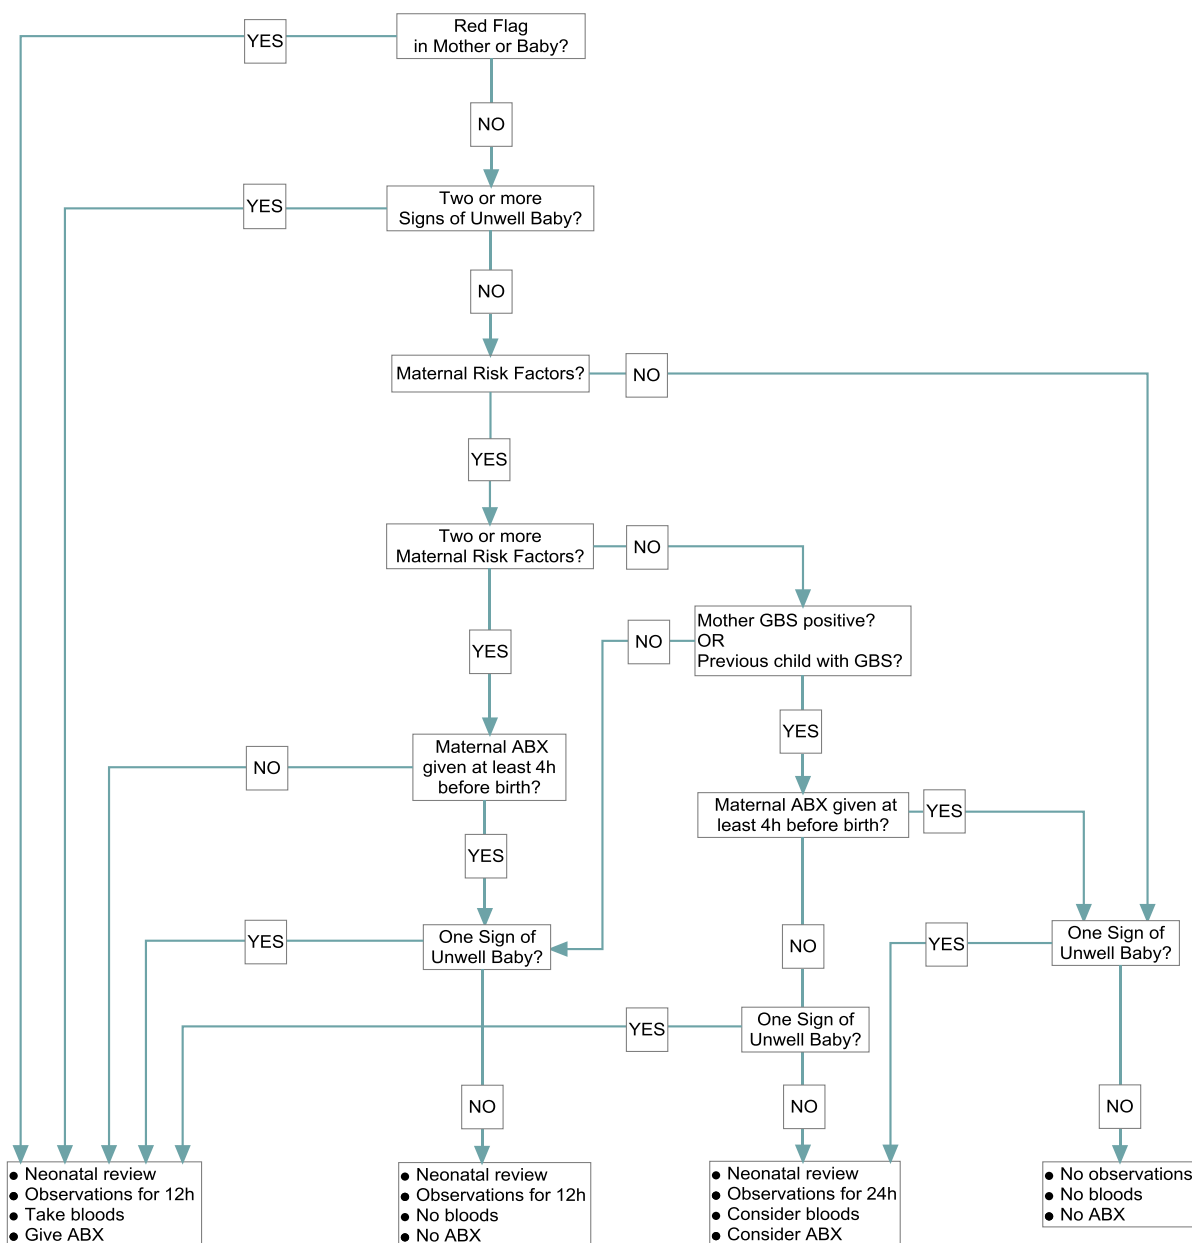 Red Flag
in Mother or Baby?
YES
NO
Two or more
Signs of Unwell Baby?
YES
NO
Maternal Risk Factors?
NO
YES
Two or more
Maternal Risk Factors?
NO
YES
Mother GBS positive?
OR
Previous child with GBS?
NO
YES
Maternal ABX
given at least 4h
before birth?
NO
YES
Maternal ABX given at
least 4h before birth?
YES
NO
One Sign of
Unwell Baby?
YES
NO
One Sign of
Unwell Baby?
YES
NO
One Sign of
Unwell Baby?
YES
NO
● Neonatal review
● Observations for 12h
● Take bloods
● Give ABX
● Neonatal review
● Observations for 12h
● No bloods
● No ABX
● Neonatal review
● Observations for 24h
● Consider bloods
● Consider ABX
● No observations
● No bloods
● No ABX